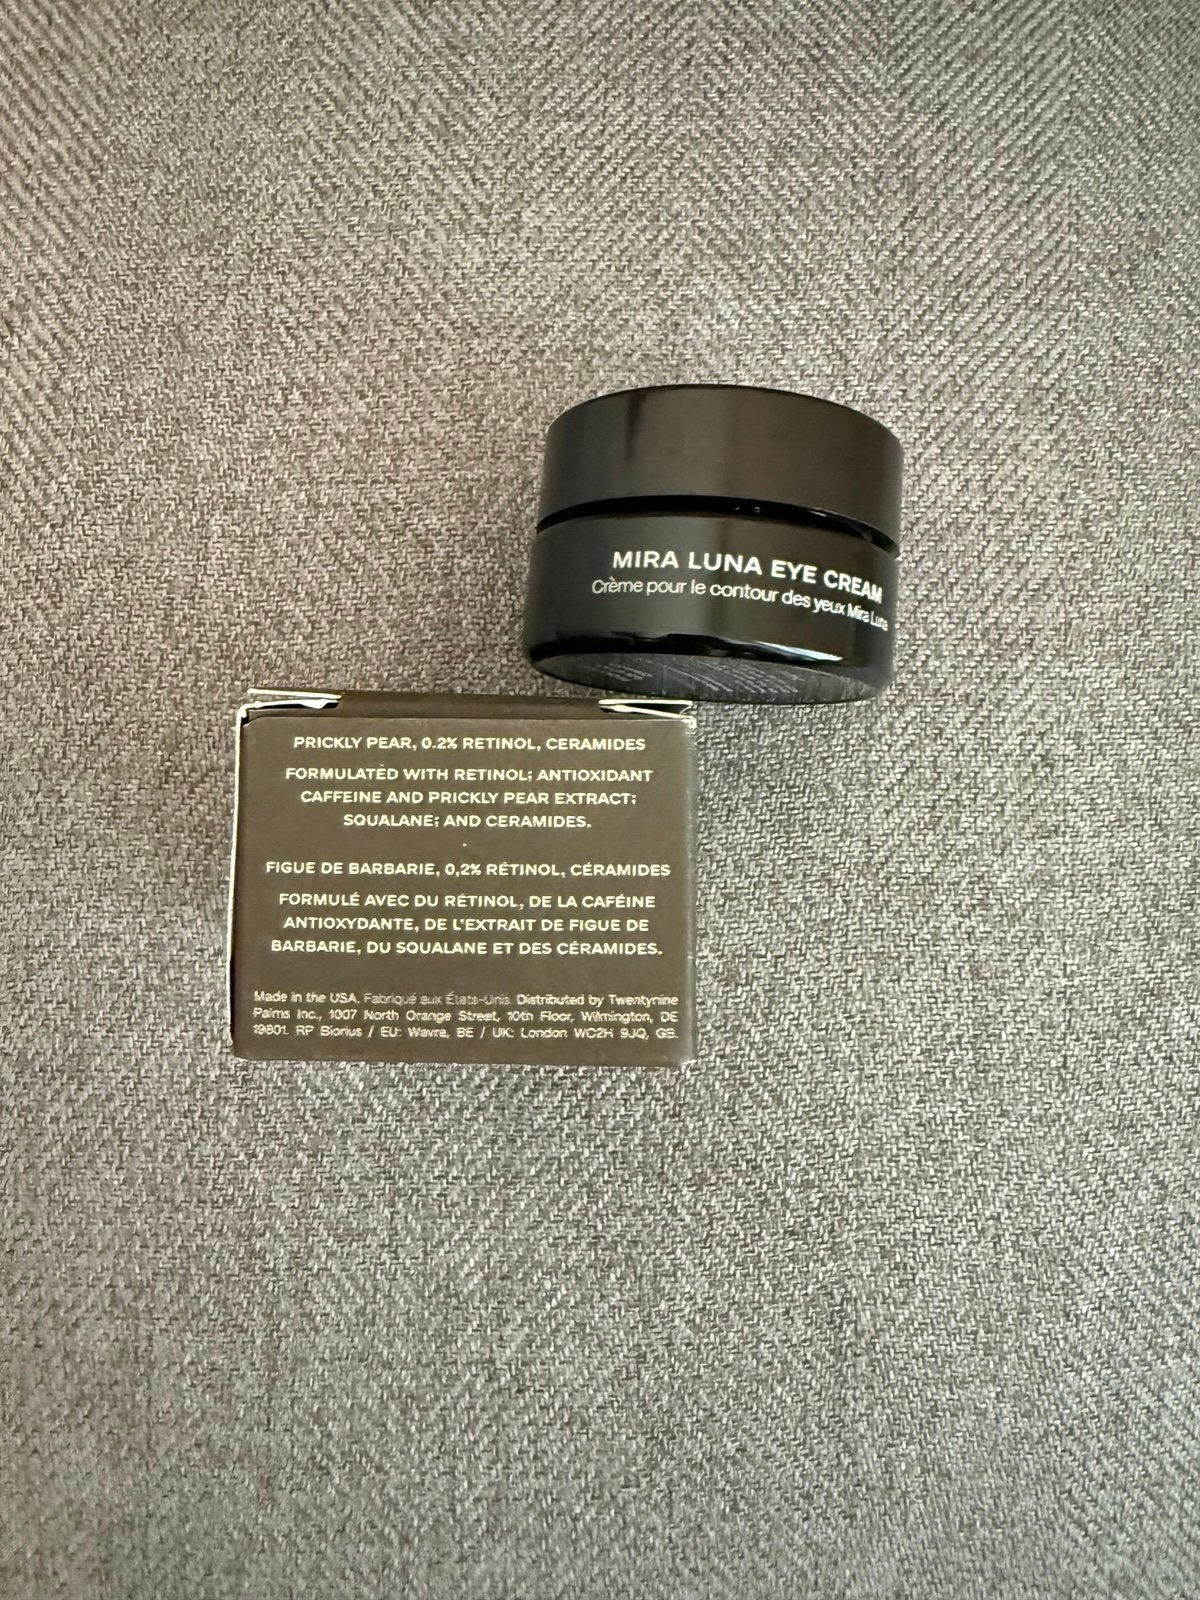 MIRA LUNA EYE CREAM
Crème pour le contour des yeux Mira Luna
PRICKLY PEAR, 0.2% RETINOL, CERAMIDES
FORMULATED WITH RETINOL; ANTIOXIDANT
CAFFEINE AND PRICKLY PEAR EXTRACT;
SQUALANE; AND CERAMIDES.
FIGUE DE BARBARIE, 0,2% RÉTINOL, CÉRAMIDES
FORMULÉ AVEC DU RÉTINOL, DE LA CAFÉINE
ANTIOXYDANTE, DE L'EXTRAIT DE FIGUE DE
BARBARIE, DU SQUALANE ET DES CÉRAMIDES.
Made in the USA. Fabriqué aux États-Unis. Distributed by Twentynine
Palms Inc., 1007 North Orange Street, 10th Floor, Wilmington, DE
19801. RP Biorius / EU: Wavre, BE / UK: London WC2H 9JQ, GB.